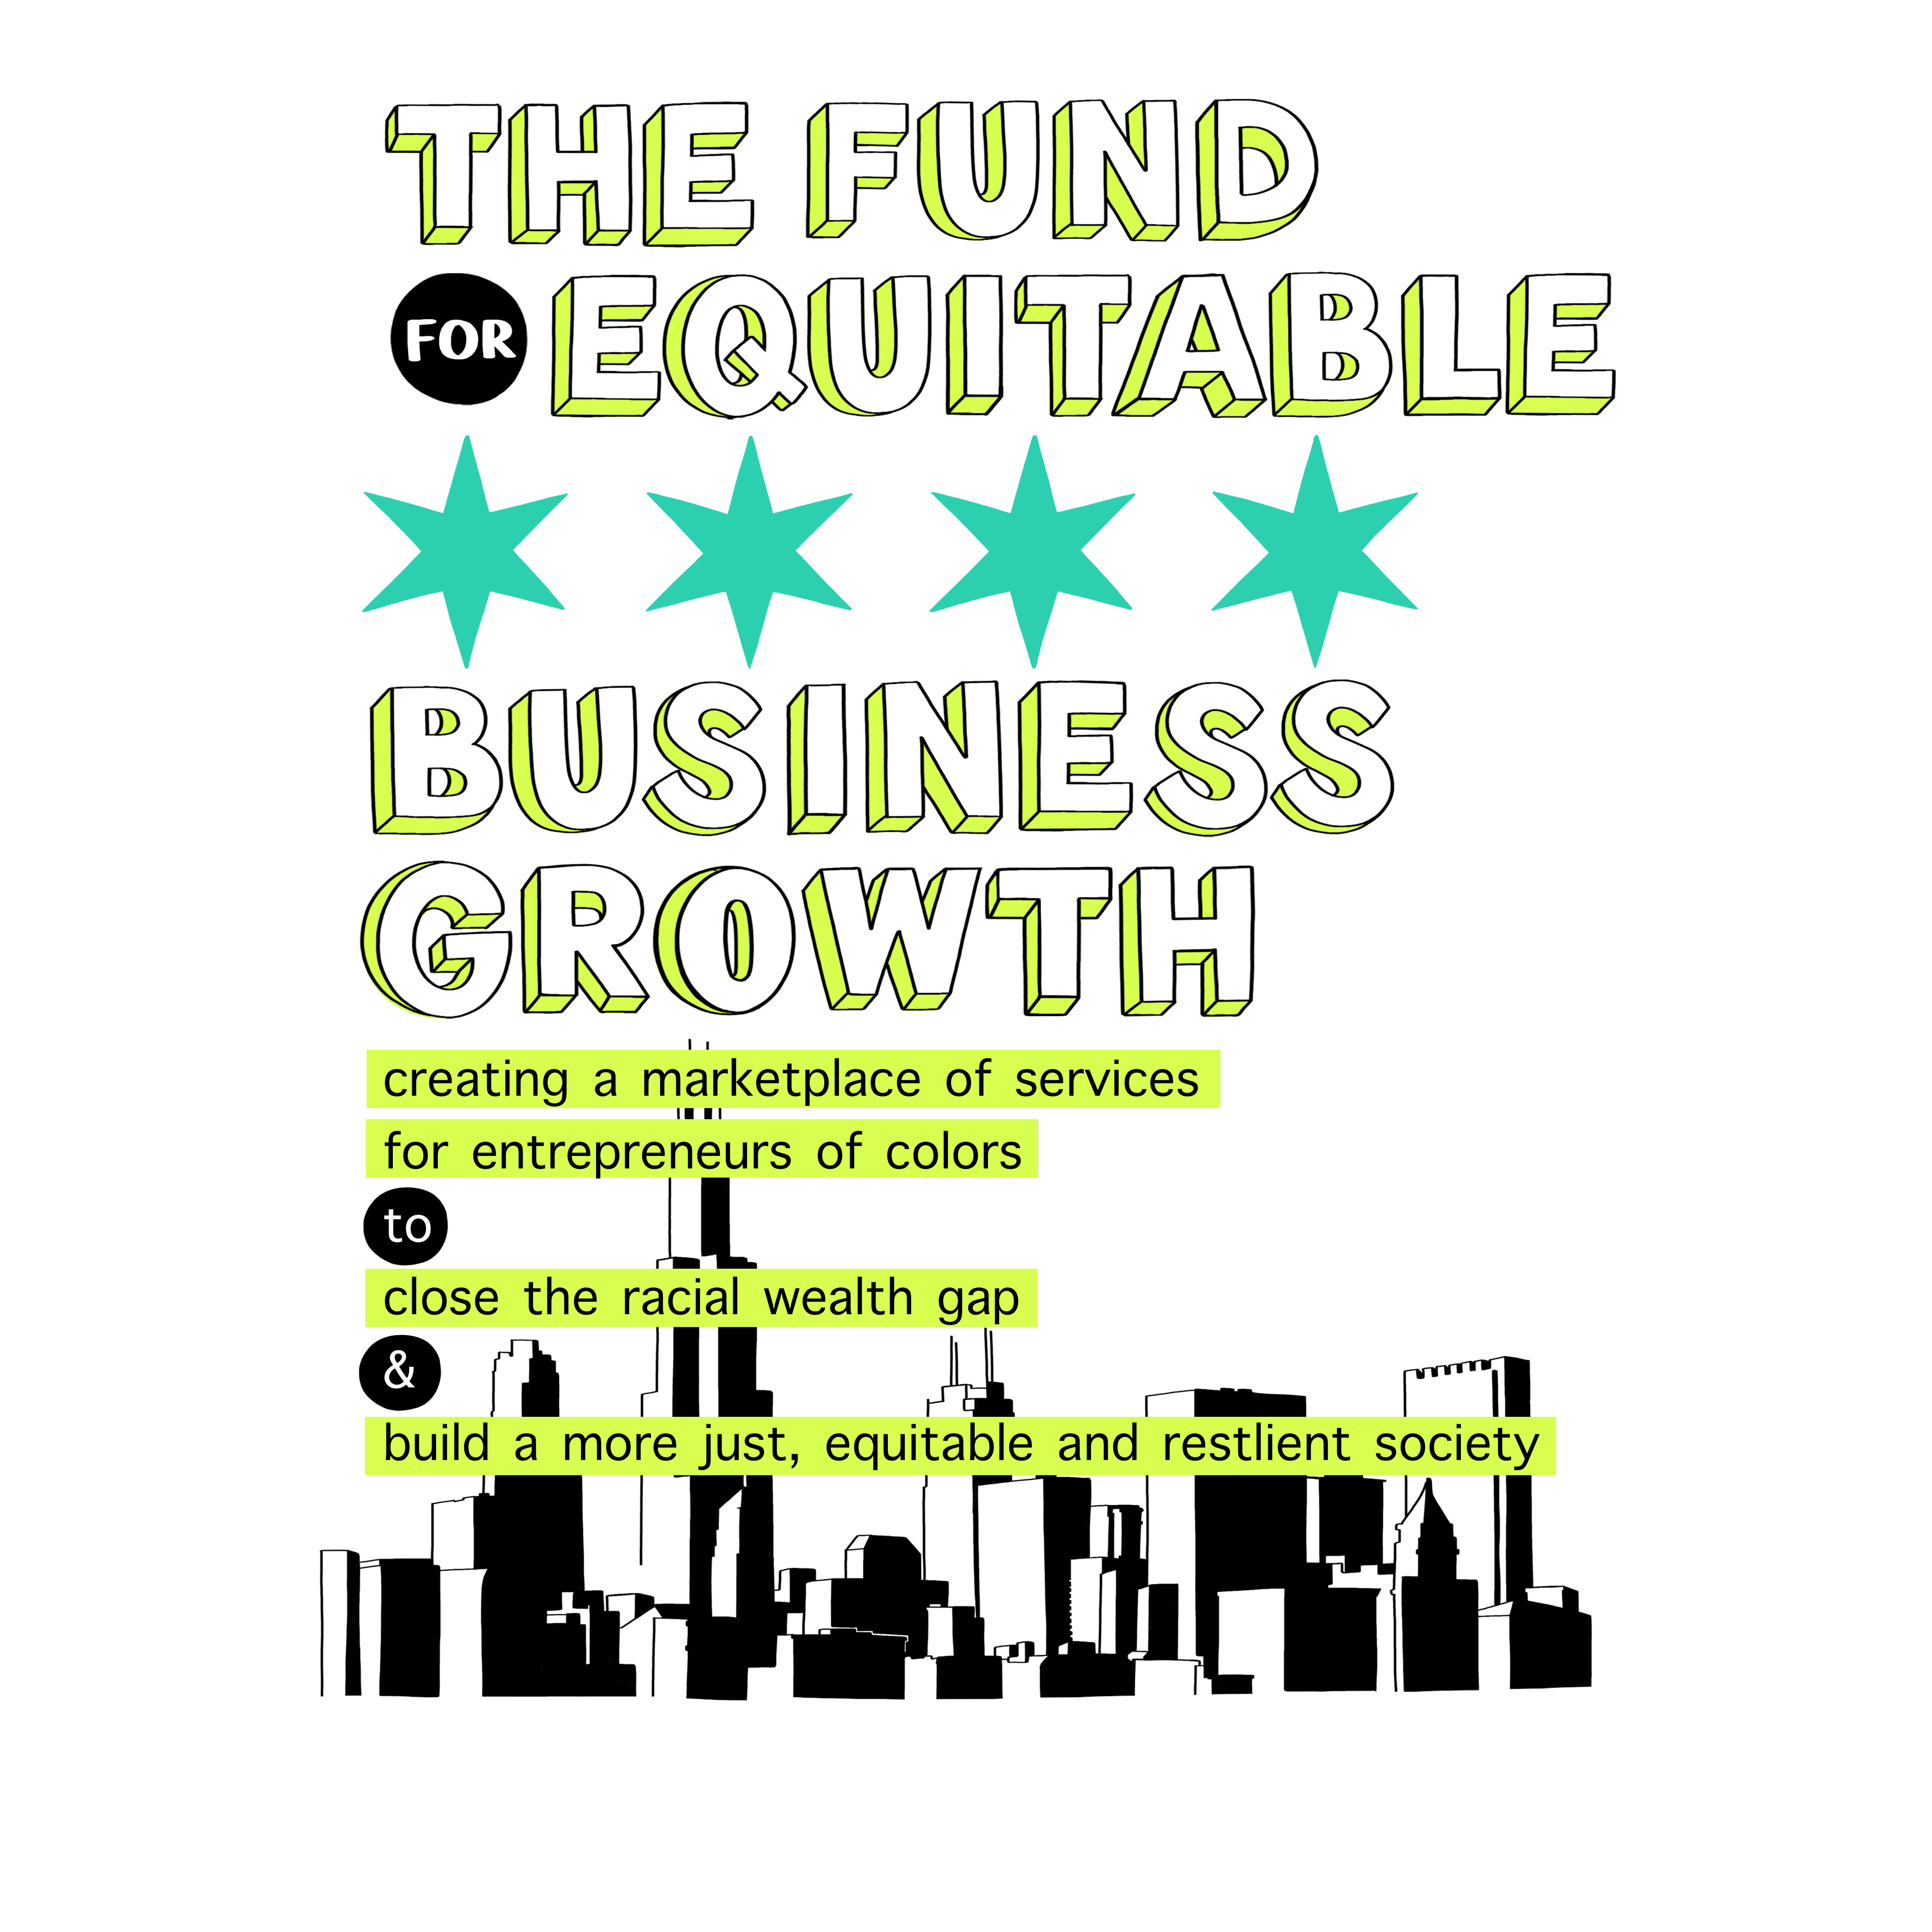 THE FUND
FOR EQUITABLE
BUSINESS
GROWTH
creating a marketplace of services
for entrepreneurs of colors
to
close the racial wealth gap
&
build a more just, equitable and restlient society